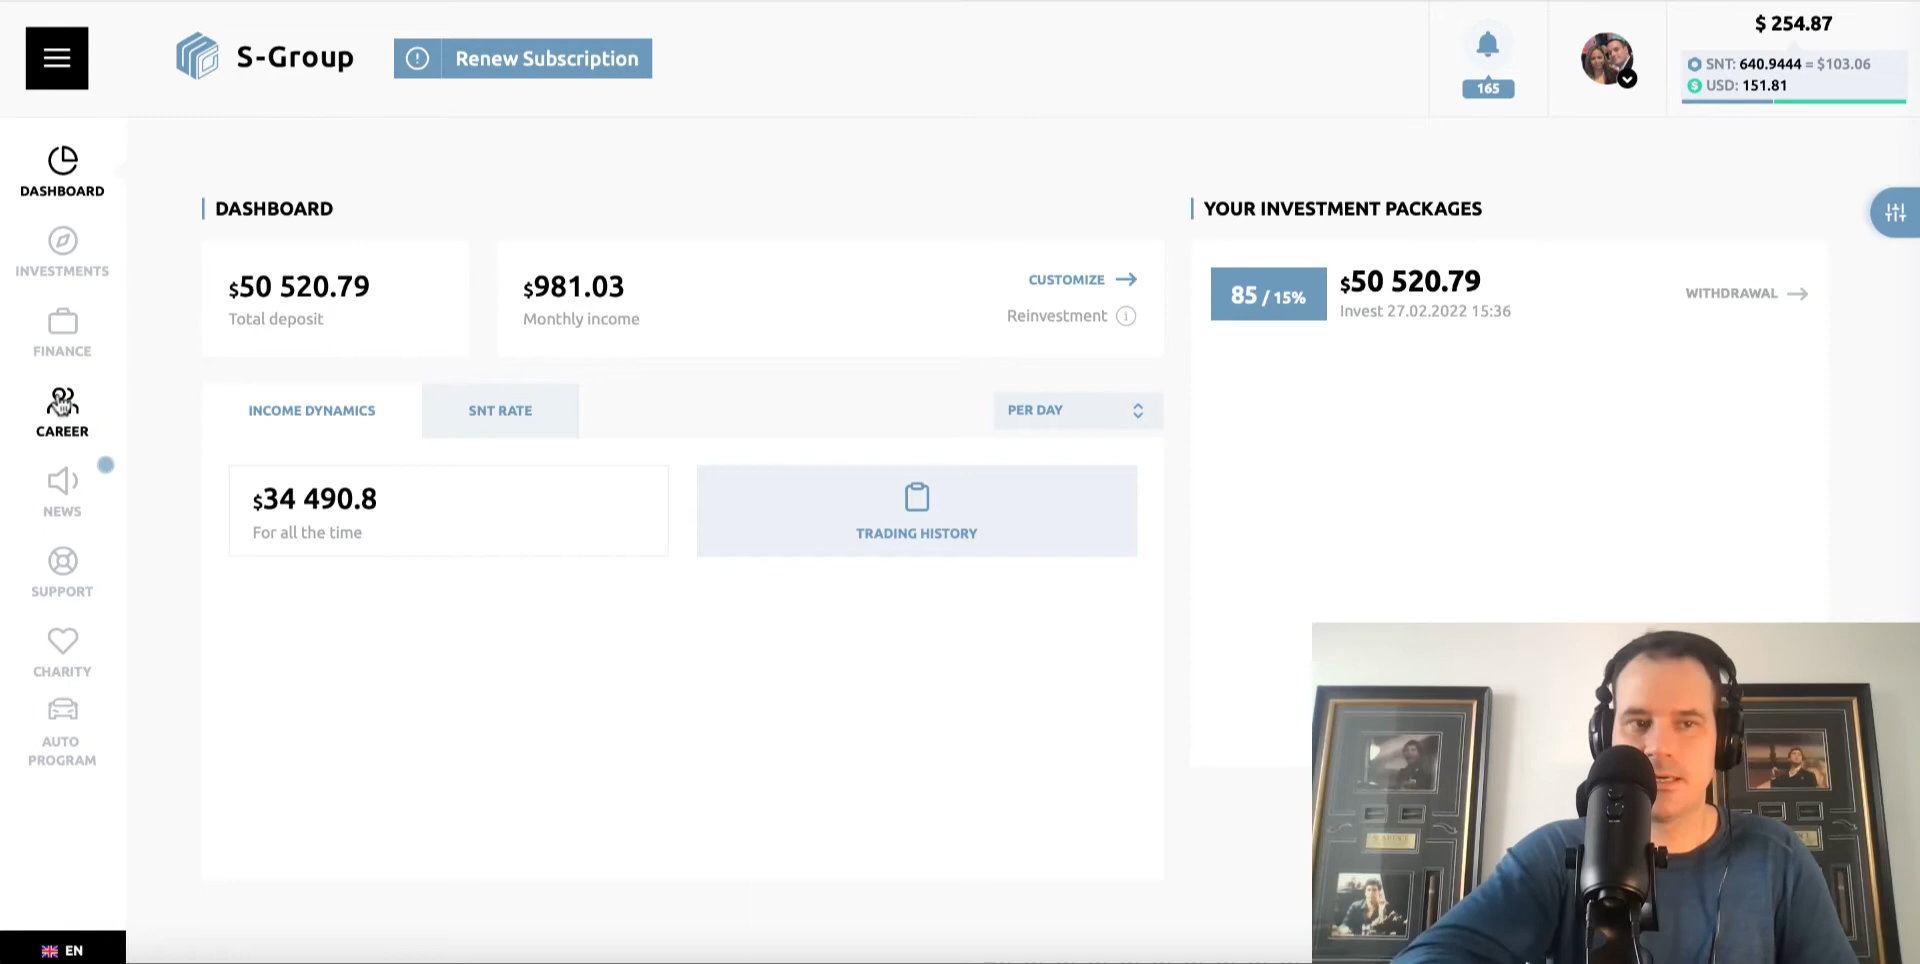 S-Group
Renew Subscription
165
$ 254.87
SNT: 640.9444 = $103.06
USD: 151.81
DASHBOARD
INVESTMENTS
FINANCE
CAREER
NEWS
SUPPORT
CHARITY
AUTO
PROGRAM
EN
DASHBOARD
$50 520.79
Total deposit
$981.03
Monthly income
CUSTOMIZE
Reinvestment
INCOME DYNAMICS
SNT RATE
PER DAY
$34 490.8
For all the time
TRADING HISTORY
YOUR INVESTMENT PACKAGES
85 / 15%
$50 520.79
Invest 27.02.2022 15:36
WITHDRAWAL